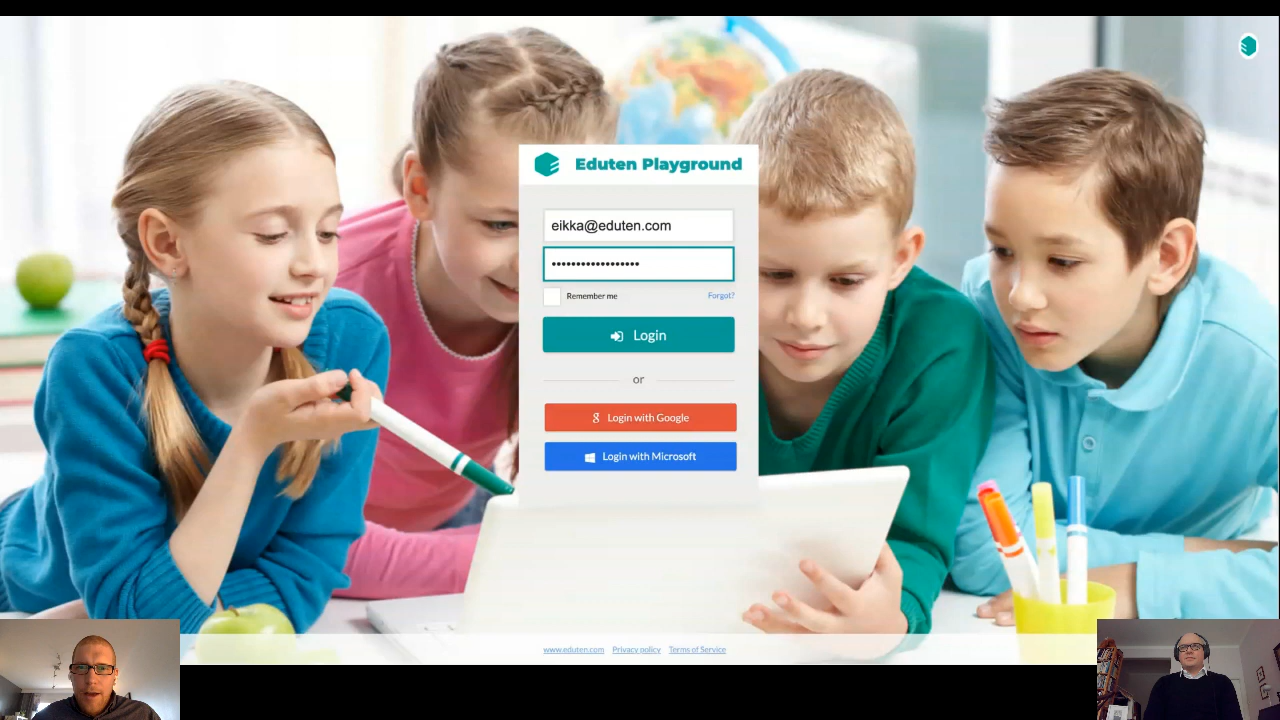 Eduten Playground
eikka@eduten.com
••••••••••••••••••
Remember me Forgot?
Login
or
Login with Google
Login with Microsoft
www.eduten.com Privacy policy Terms of Service